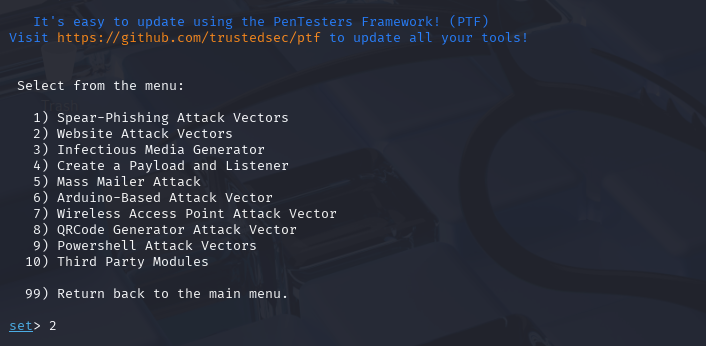 It's easy to update using the PenTesters Framework! (PTF)
Visit https://github.com/trustedsec/ptf to update all your tools!
Select from the menu:
1) Spear-Phishing Attack Vectors
2) Website Attack Vectors
3) Infectious Media Generator
4) Create a Payload and Listener
5) Mass Mailer Attack
6) Arduino-Based Attack Vector
7) Wireless Access Point Attack Vector
8) QRCode Generator Attack Vector
9) Powershell Attack Vectors
10) Third Party Modules
99) Return back to the main menu.
set> 2